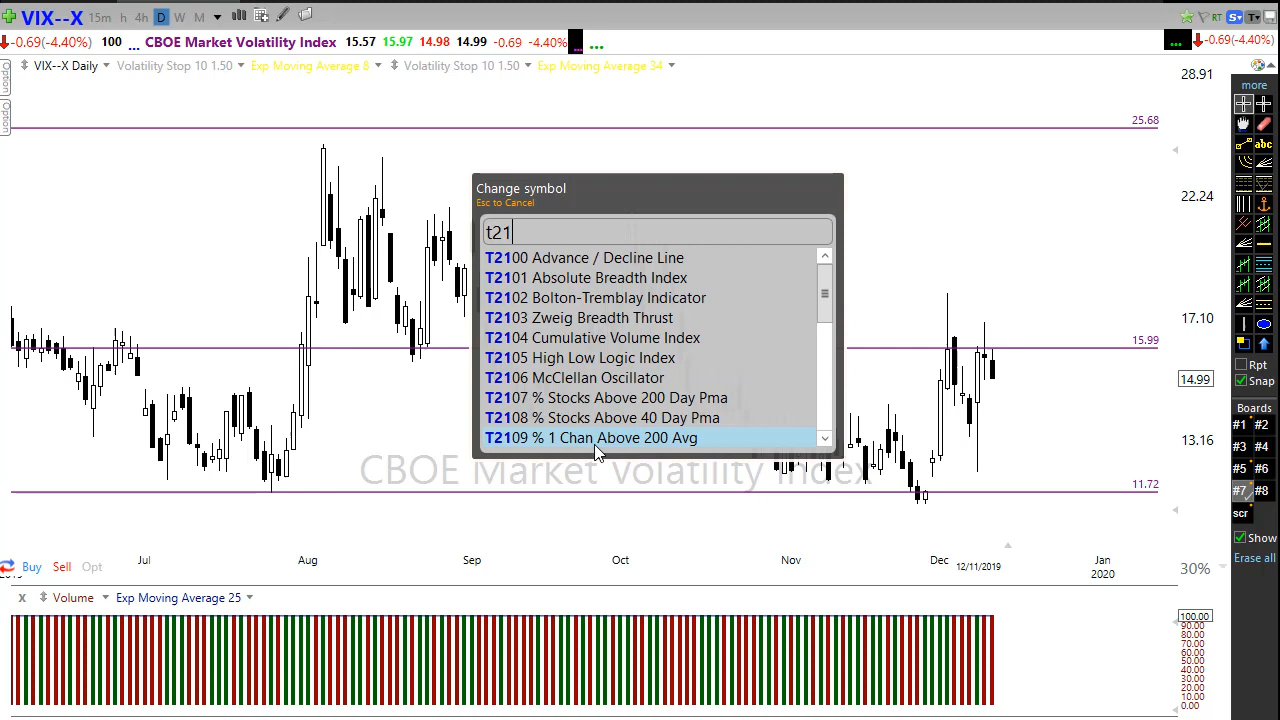 VIX--X 15m h 4h D W M RT S T
-0.69(-4.40%) 100 ... CBOE Market Volatility Index 15.57 15.97 14.98 14.99 -0.69 -4.40% ... ... -0.69(-4.40%)
VIX--X Daily Volatility Stop 10 1.50 Exp Moving Average 8 Volatility Stop 10 1.50 Exp Moving Average 34
Option
Option
28.91
25.68
22.24
17.10
15.99
14.99
13.16
11.72
Change symbol
Esc to Cancel
t21
T2100 Advance / Decline Line
T2101 Absolute Breadth Index
T2102 Bolton-Tremblay Indicator
T2103 Zweig Breadth Thrust
T2104 Cumulative Volume Index
T2105 High Low Logic Index
T2106 McClellan Oscillator
T2107 % Stocks Above 200 Day Pma
T2108 % Stocks Above 40 Day Pma
T2109 % 1 Chan Above 200 Avg
CBOE Market Volatility Index
Jul Aug Sep Oct Nov Dec 12/11/2019 Jan
2020
Buy Sell Opt
30%
X Volume Exp Moving Average 25
100.00
90.00
80.00
70.00
60.00
50.00
40.00
30.00
20.00
10.00
0.00
more
abc
Rpt
Snap
Boards
#1 #2
#3 #4
#5 #6
#7 #8
scr
Show
Erase all